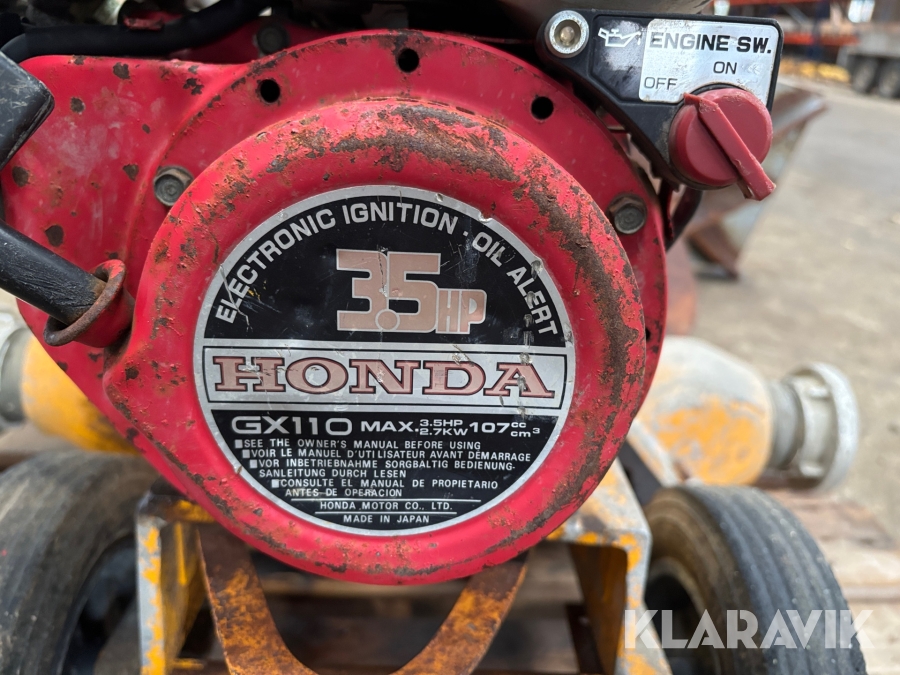 ENGINE SW.
ON
OFF
ELECTRONIC IGNITION · OIL ALERT
3.5HP
HONDA
GX110 MAX. 3.5HP 2.7KW 107cc cm³
■SEE THE OWNER'S MANUAL BEFORE USING
■VOIR LE MANUEL D'UTILISATEUR AVANT DEMARRAGE
■VOR INBETRIEBNAHME SORGBALTIG BEDIENUNG-
SANLEITUNG DURCH LESEN
■CONSULTE EL MANUAL DE PROPIETARIO
ANTES DE OPERACION
HONDA MOTOR CO., LTD.
MADE IN JAPAN
KLARAVIK